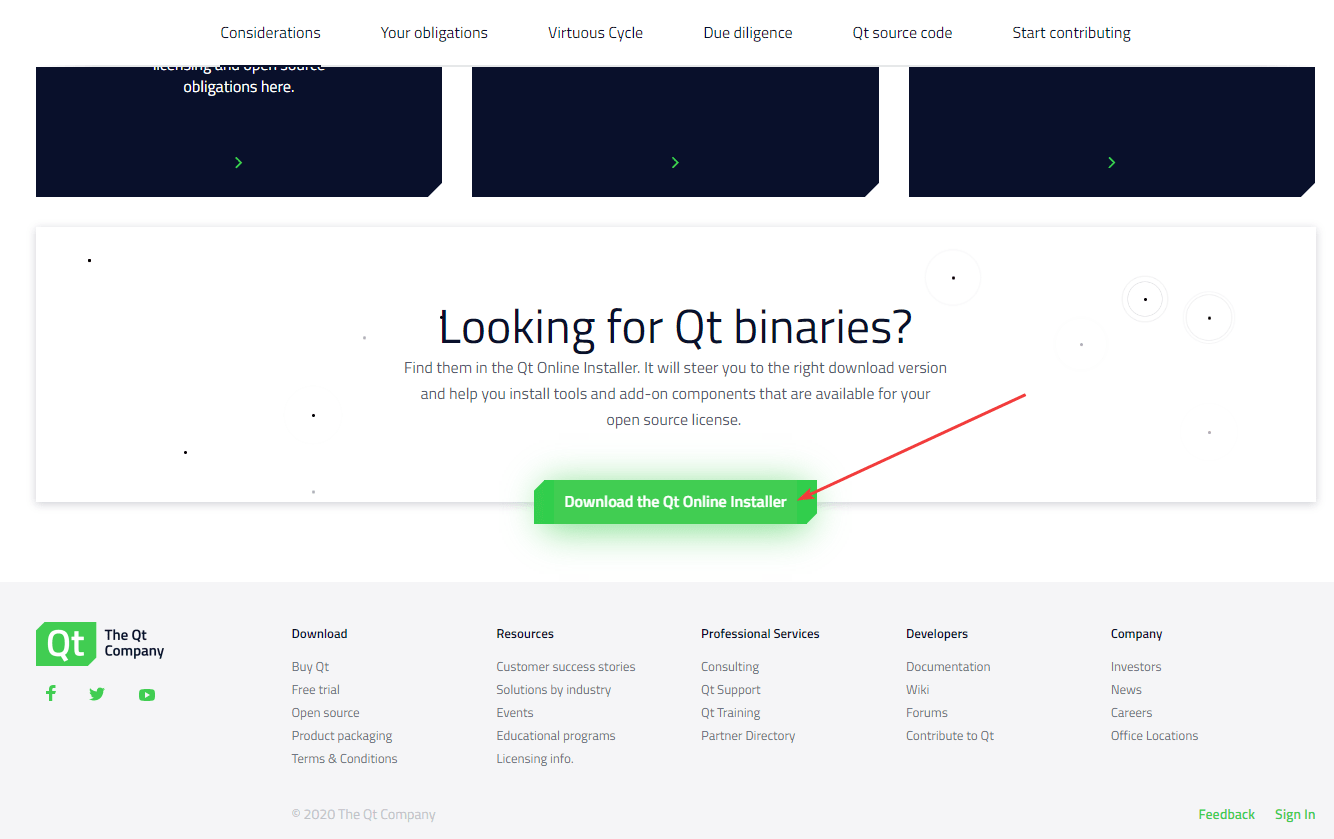 Considerations
Your obligations
Virtuous Cycle
Due diligence
Qt source code
Start contributing
licensing and open source
obligations here.
Looking for Qt binaries?
Find them in the Qt Online Installer. It will steer you to the right download version
and help you install tools and add-on components that are available for your
open source license.
Download the Qt Online Installer
Qt
The Qt
Company
Download
Buy Qt
Free trial
Open source
Product packaging
Terms & Conditions
Resources
Customer success stories
Solutions by industry
Events
Educational programs
Licensing info.
Professional Services
Consulting
Qt Support
Qt Training
Partner Directory
Developers
Documentation
Wiki
Forums
Contribute to Qt
Company
Investors
News
Careers
Office Locations
© 2020 The Qt Company
Feedback
Sign In